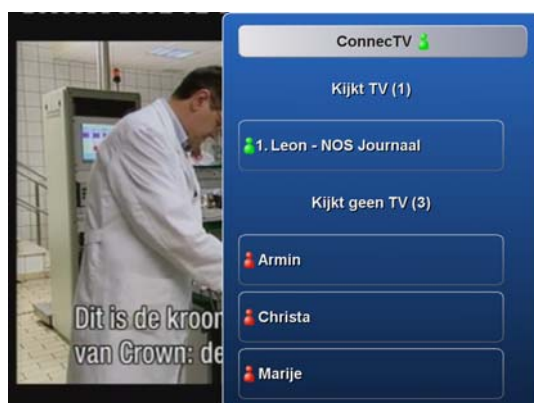 ConnecTV
Kijkt TV (1)
1. Leon - NOS Journaal
Kijkt geen TV (3)
Armin
Christa
Marije
Dit is de kroon
van Crown: de